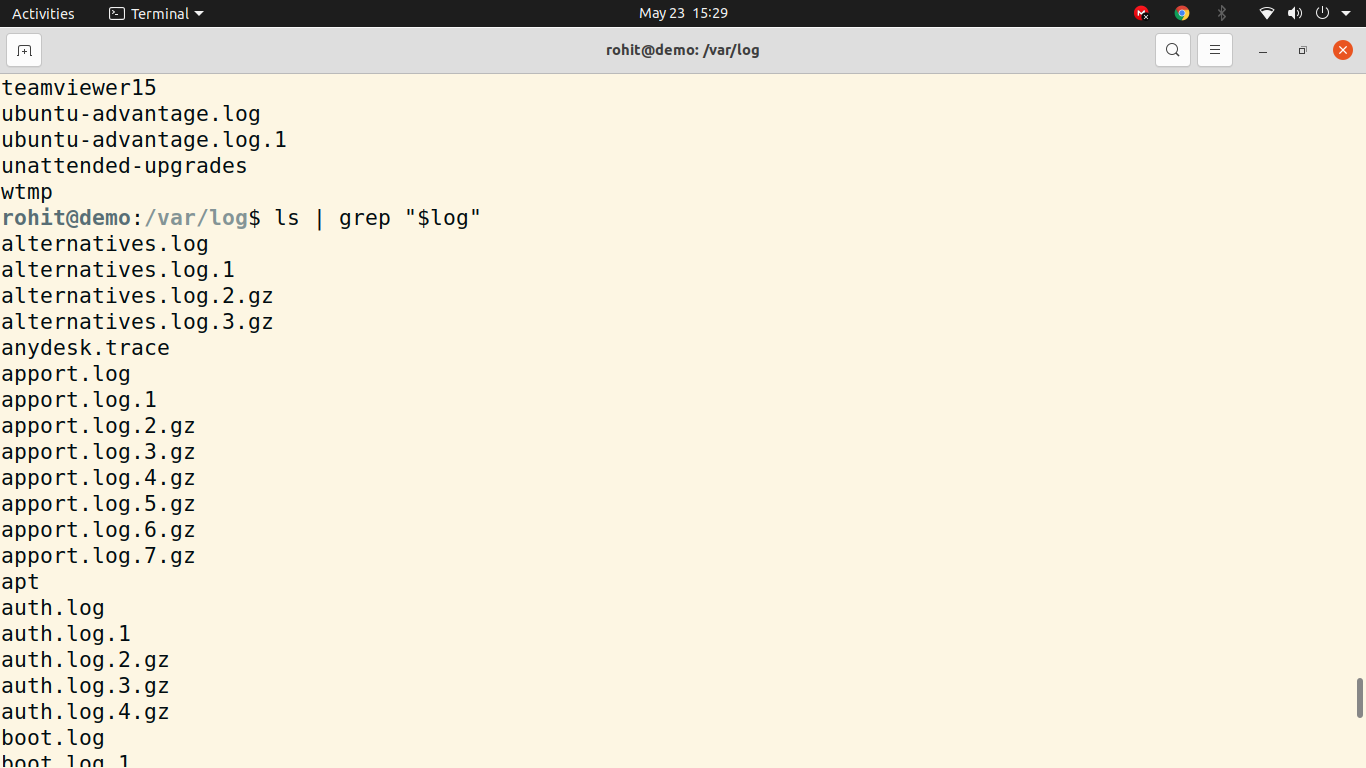 Activities Terminal May 23 15:29
rohit@demo: /var/log
teamviewer15
ubuntu-advantage.log
ubuntu-advantage.log.1
unattended-upgrades
wtmp
rohit@demo:/var/log$ ls | grep "$log"
alternatives.log
alternatives.log.1
alternatives.log.2.gz
alternatives.log.3.gz
anydesk.trace
apport.log
apport.log.1
apport.log.2.gz
apport.log.3.gz
apport.log.4.gz
apport.log.5.gz
apport.log.6.gz
apport.log.7.gz
apt
auth.log
auth.log.1
auth.log.2.gz
auth.log.3.gz
auth.log.4.gz
boot.log
boot.log.1